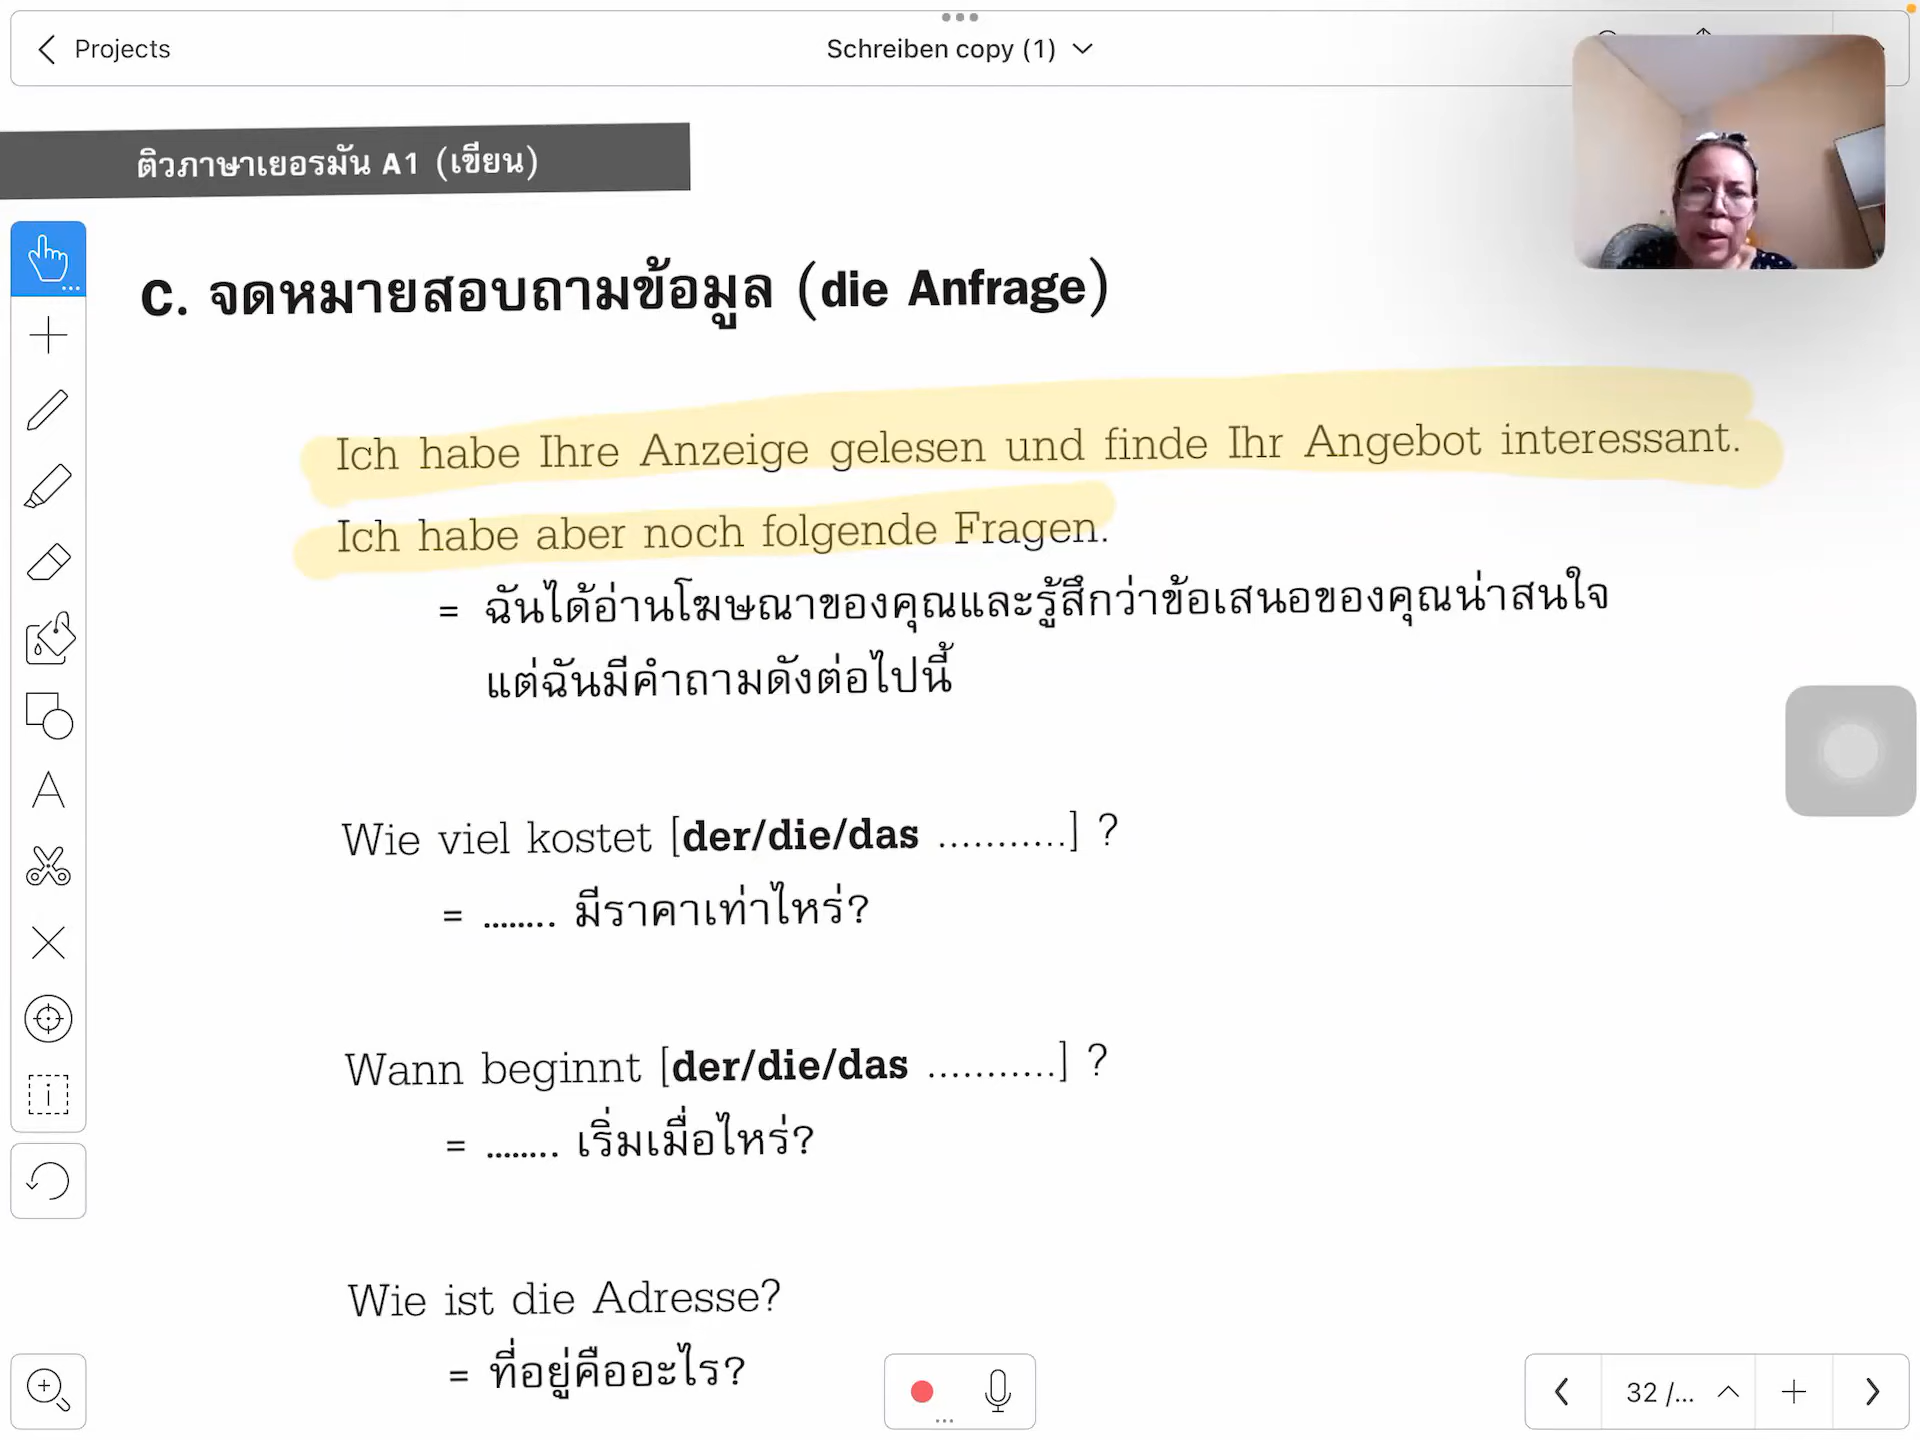 Projects
Schreiben copy (1)
ติวภาษาเยอรมัน A1 (เขียน)
C. จดหมายสอบถามข้อมูล (die Anfrage)
Ich habe Ihre Anzeige gelesen und finde Ihr Angebot interessant.
Ich habe aber noch folgende Fragen.
= ฉันได้อ่านโฆษณาของคุณและรู้สึกว่าข้อเสนอของคุณน่าสนใจ
แต่ฉันมีคำถามดังต่อไปนี้
Wie viel kostet [der/die/das ...........] ?
= ........ มีราคาเท่าไหร่?
Wann beginnt [der/die/das ...........] ?
= ........ เริ่มเมื่อไหร่?
Wie ist die Adresse?
= ที่อยู่คืออะไร?
32 /...